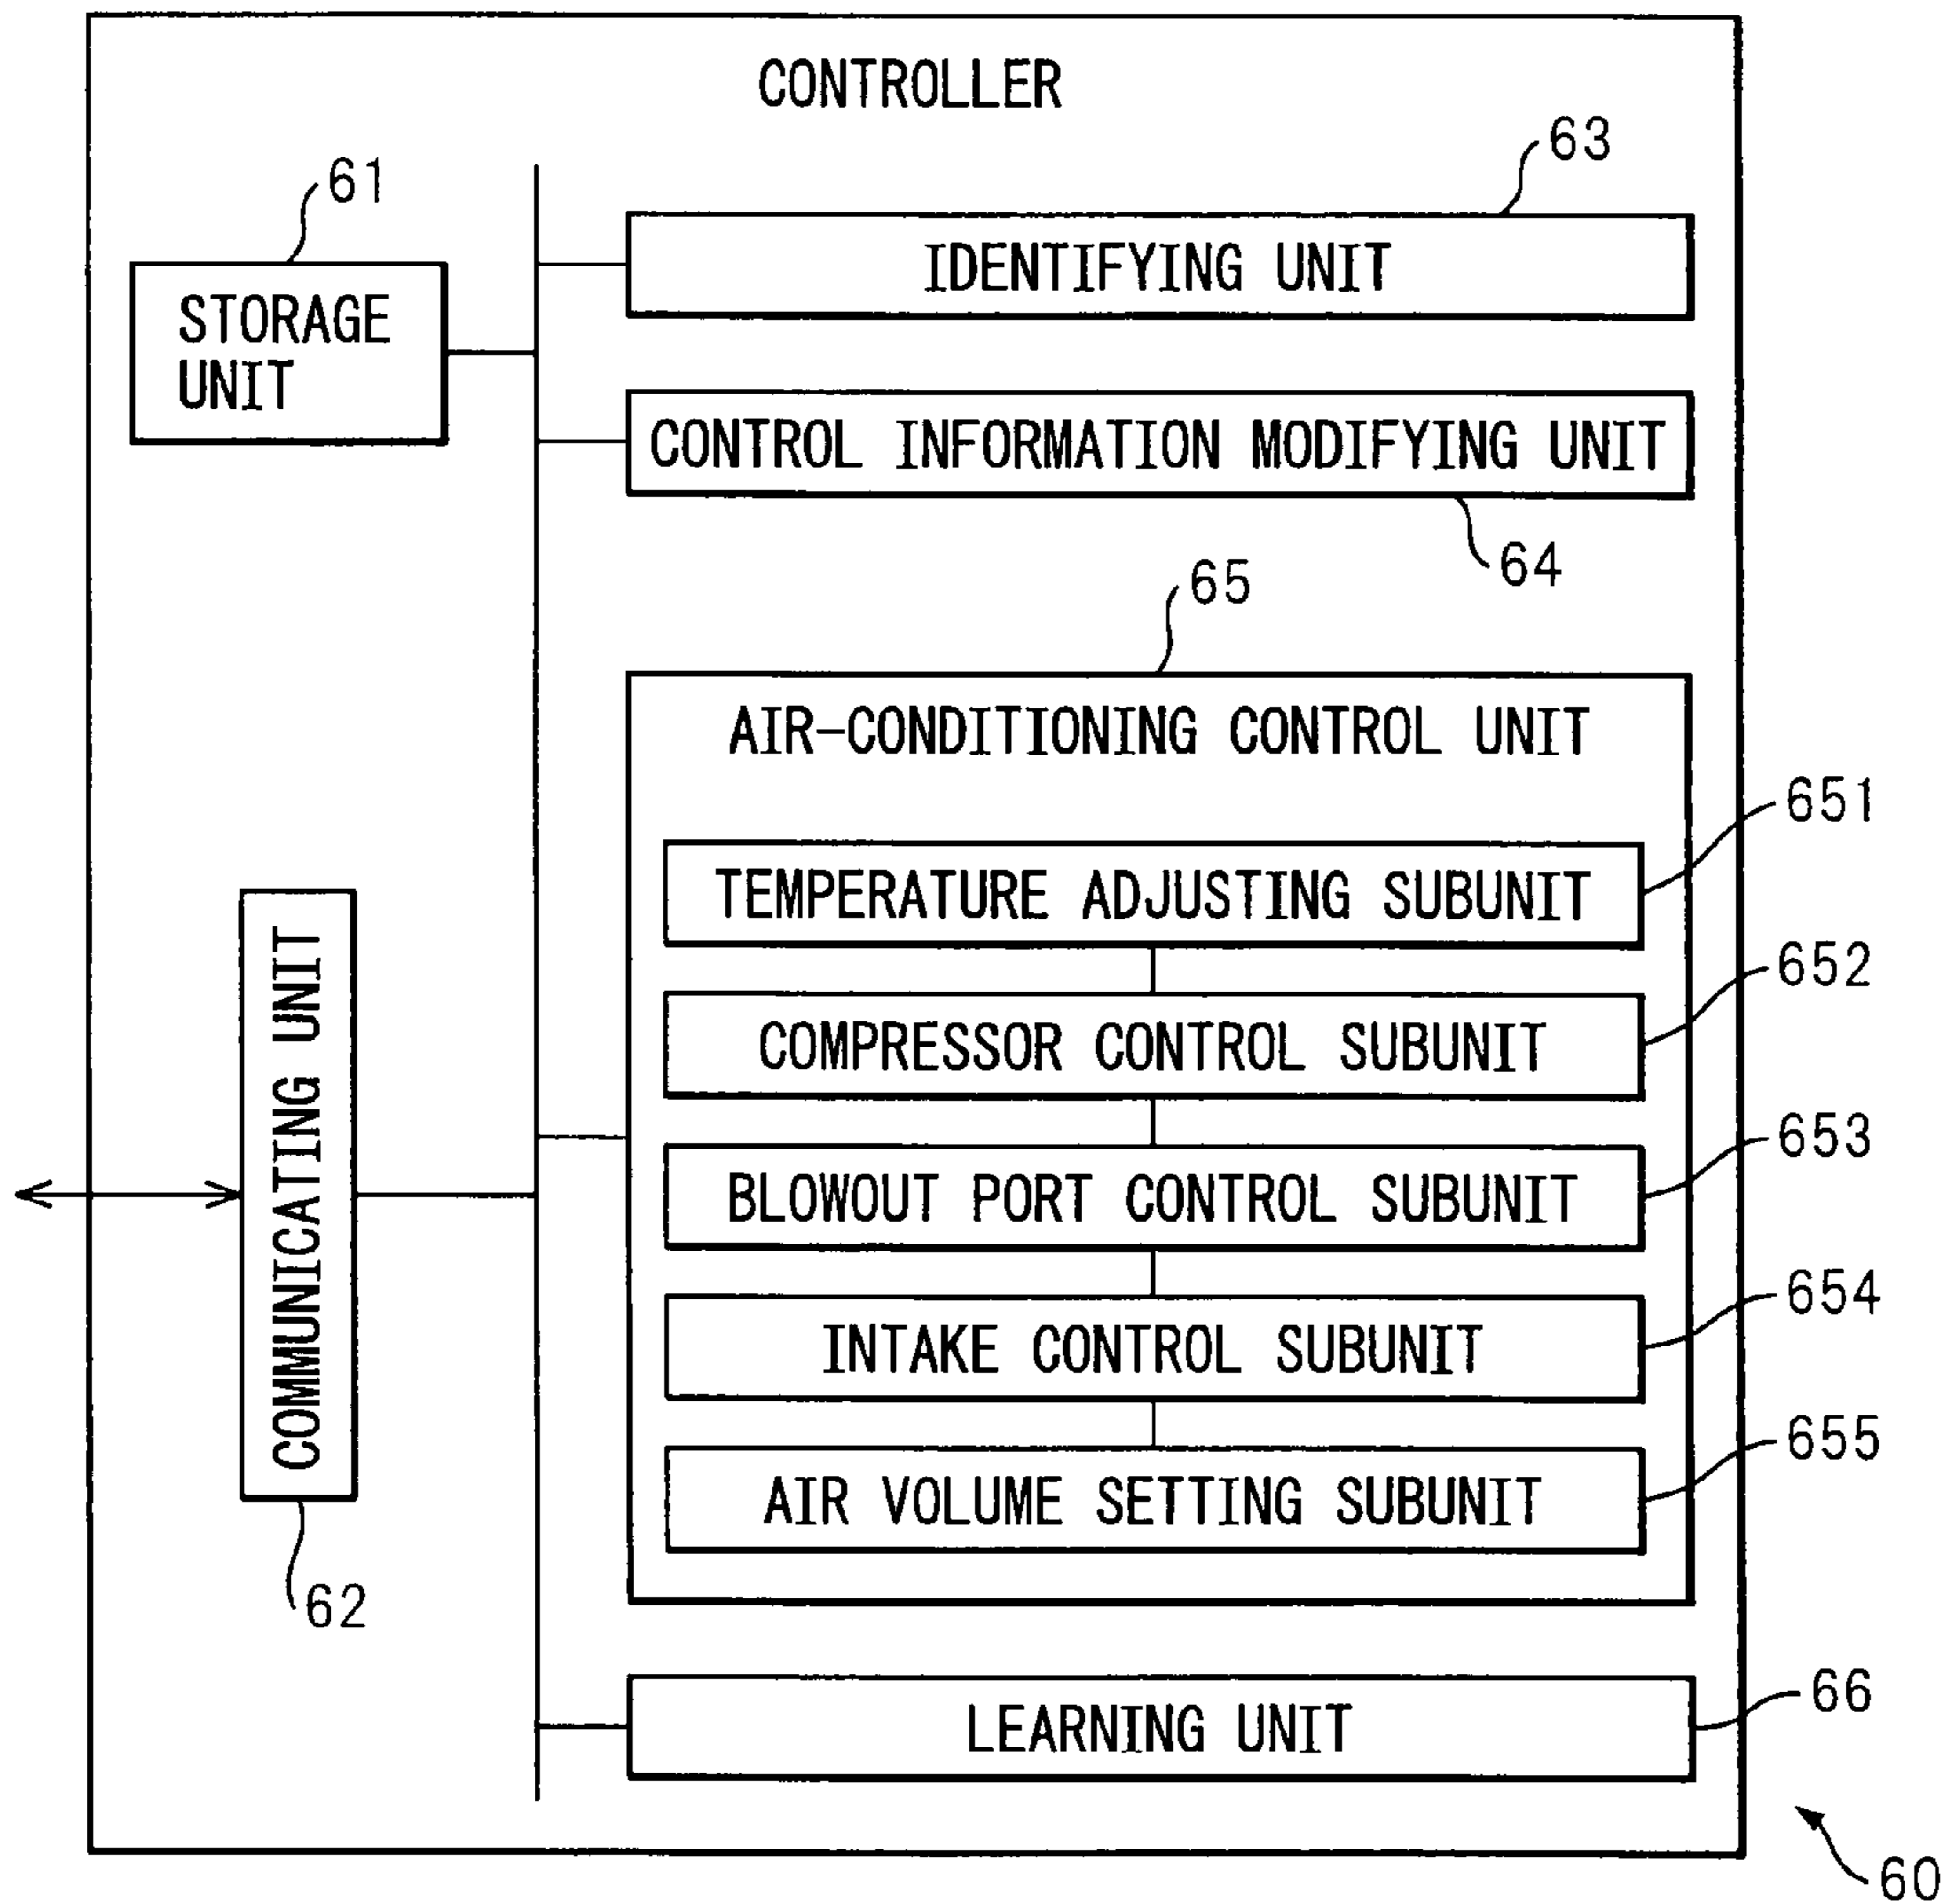 CONTROLLER
63
61
IDENTIFYING UNIT
STORAGE
UNIT
CONTROL INFORMATION MODIFYING UNIT
64
65
AIR-CONDITIONING CONTROL UNIT
651
TEMPERATURE ADJUSTING SUBUNIT
652
COMPRESSOR CONTROL SUBUNIT
653
BLOWOUT PORT CONTROL SUBUNIT
654
INTAKE CONTROL SUBUNIT
655
AIR VOLUME SETTING SUBUNIT
COMMUNICATING UNIT
62
66
LEARNING UNIT
60